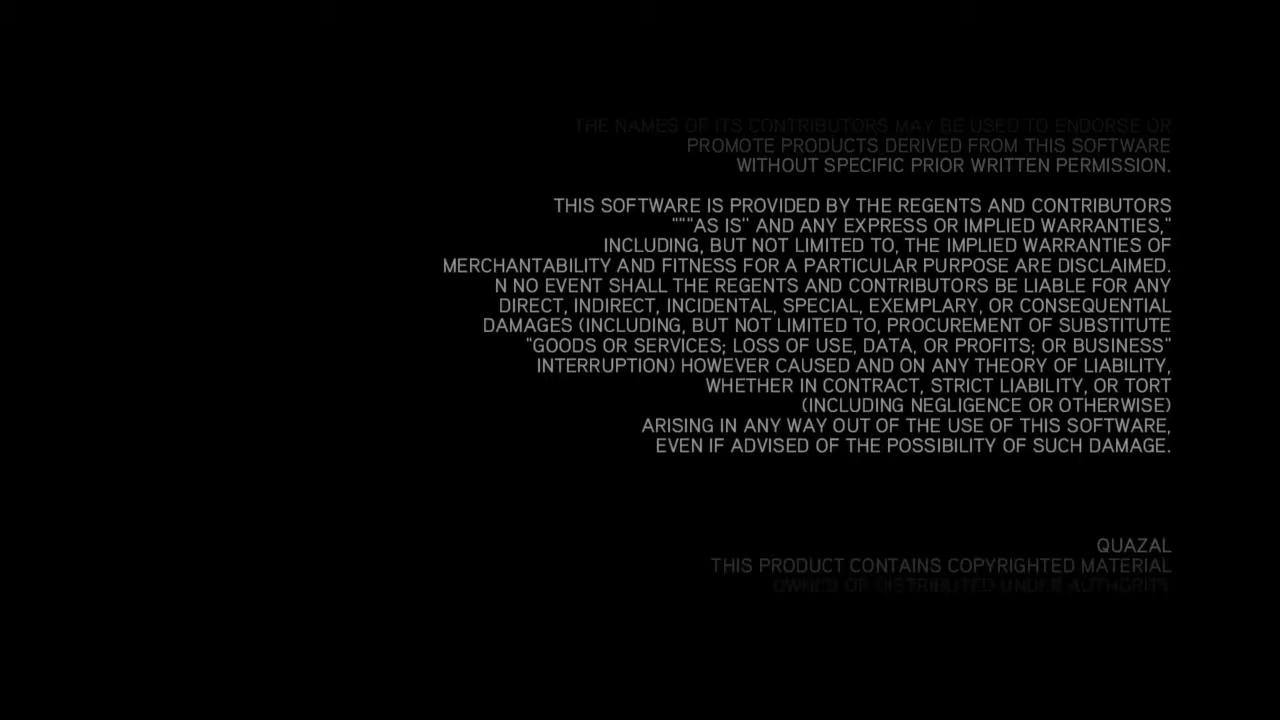 THE NAMES OF ITS CONTRIBUTORS MAY BE USED TO ENDORSE OR
PROMOTE PRODUCTS DERIVED FROM THIS SOFTWARE
WITHOUT SPECIFIC PRIOR WRITTEN PERMISSION.
THIS SOFTWARE IS PROVIDED BY THE REGENTS AND CONTRIBUTORS
"""AS IS" AND ANY EXPRESS OR IMPLIED WARRANTIES,"
INCLUDING, BUT NOT LIMITED TO, THE IMPLIED WARRANTIES OF
MERCHANTABILITY AND FITNESS FOR A PARTICULAR PURPOSE ARE DISCLAIMED.
N NO EVENT SHALL THE REGENTS AND CONTRIBUTORS BE LIABLE FOR ANY
DIRECT, INDIRECT, INCIDENTAL, SPECIAL, EXEMPLARY, OR CONSEQUENTIAL
DAMAGES (INCLUDING, BUT NOT LIMITED TO, PROCUREMENT OF SUBSTITUTE
"GOODS OR SERVICES; LOSS OF USE, DATA, OR PROFITS; OR BUSINESS"
INTERRUPTION) HOWEVER CAUSED AND ON ANY THEORY OF LIABILITY,
WHETHER IN CONTRACT, STRICT LIABILITY, OR TORT
(INCLUDING NEGLIGENCE OR OTHERWISE)
ARISING IN ANY WAY OUT OF THE USE OF THIS SOFTWARE,
EVEN IF ADVISED OF THE POSSIBILITY OF SUCH DAMAGE.
QUAZAL
THIS PRODUCT CONTAINS COPYRIGHTED MATERIAL
OWNED OR DISTRIBUTED UNDER AUTHORITY